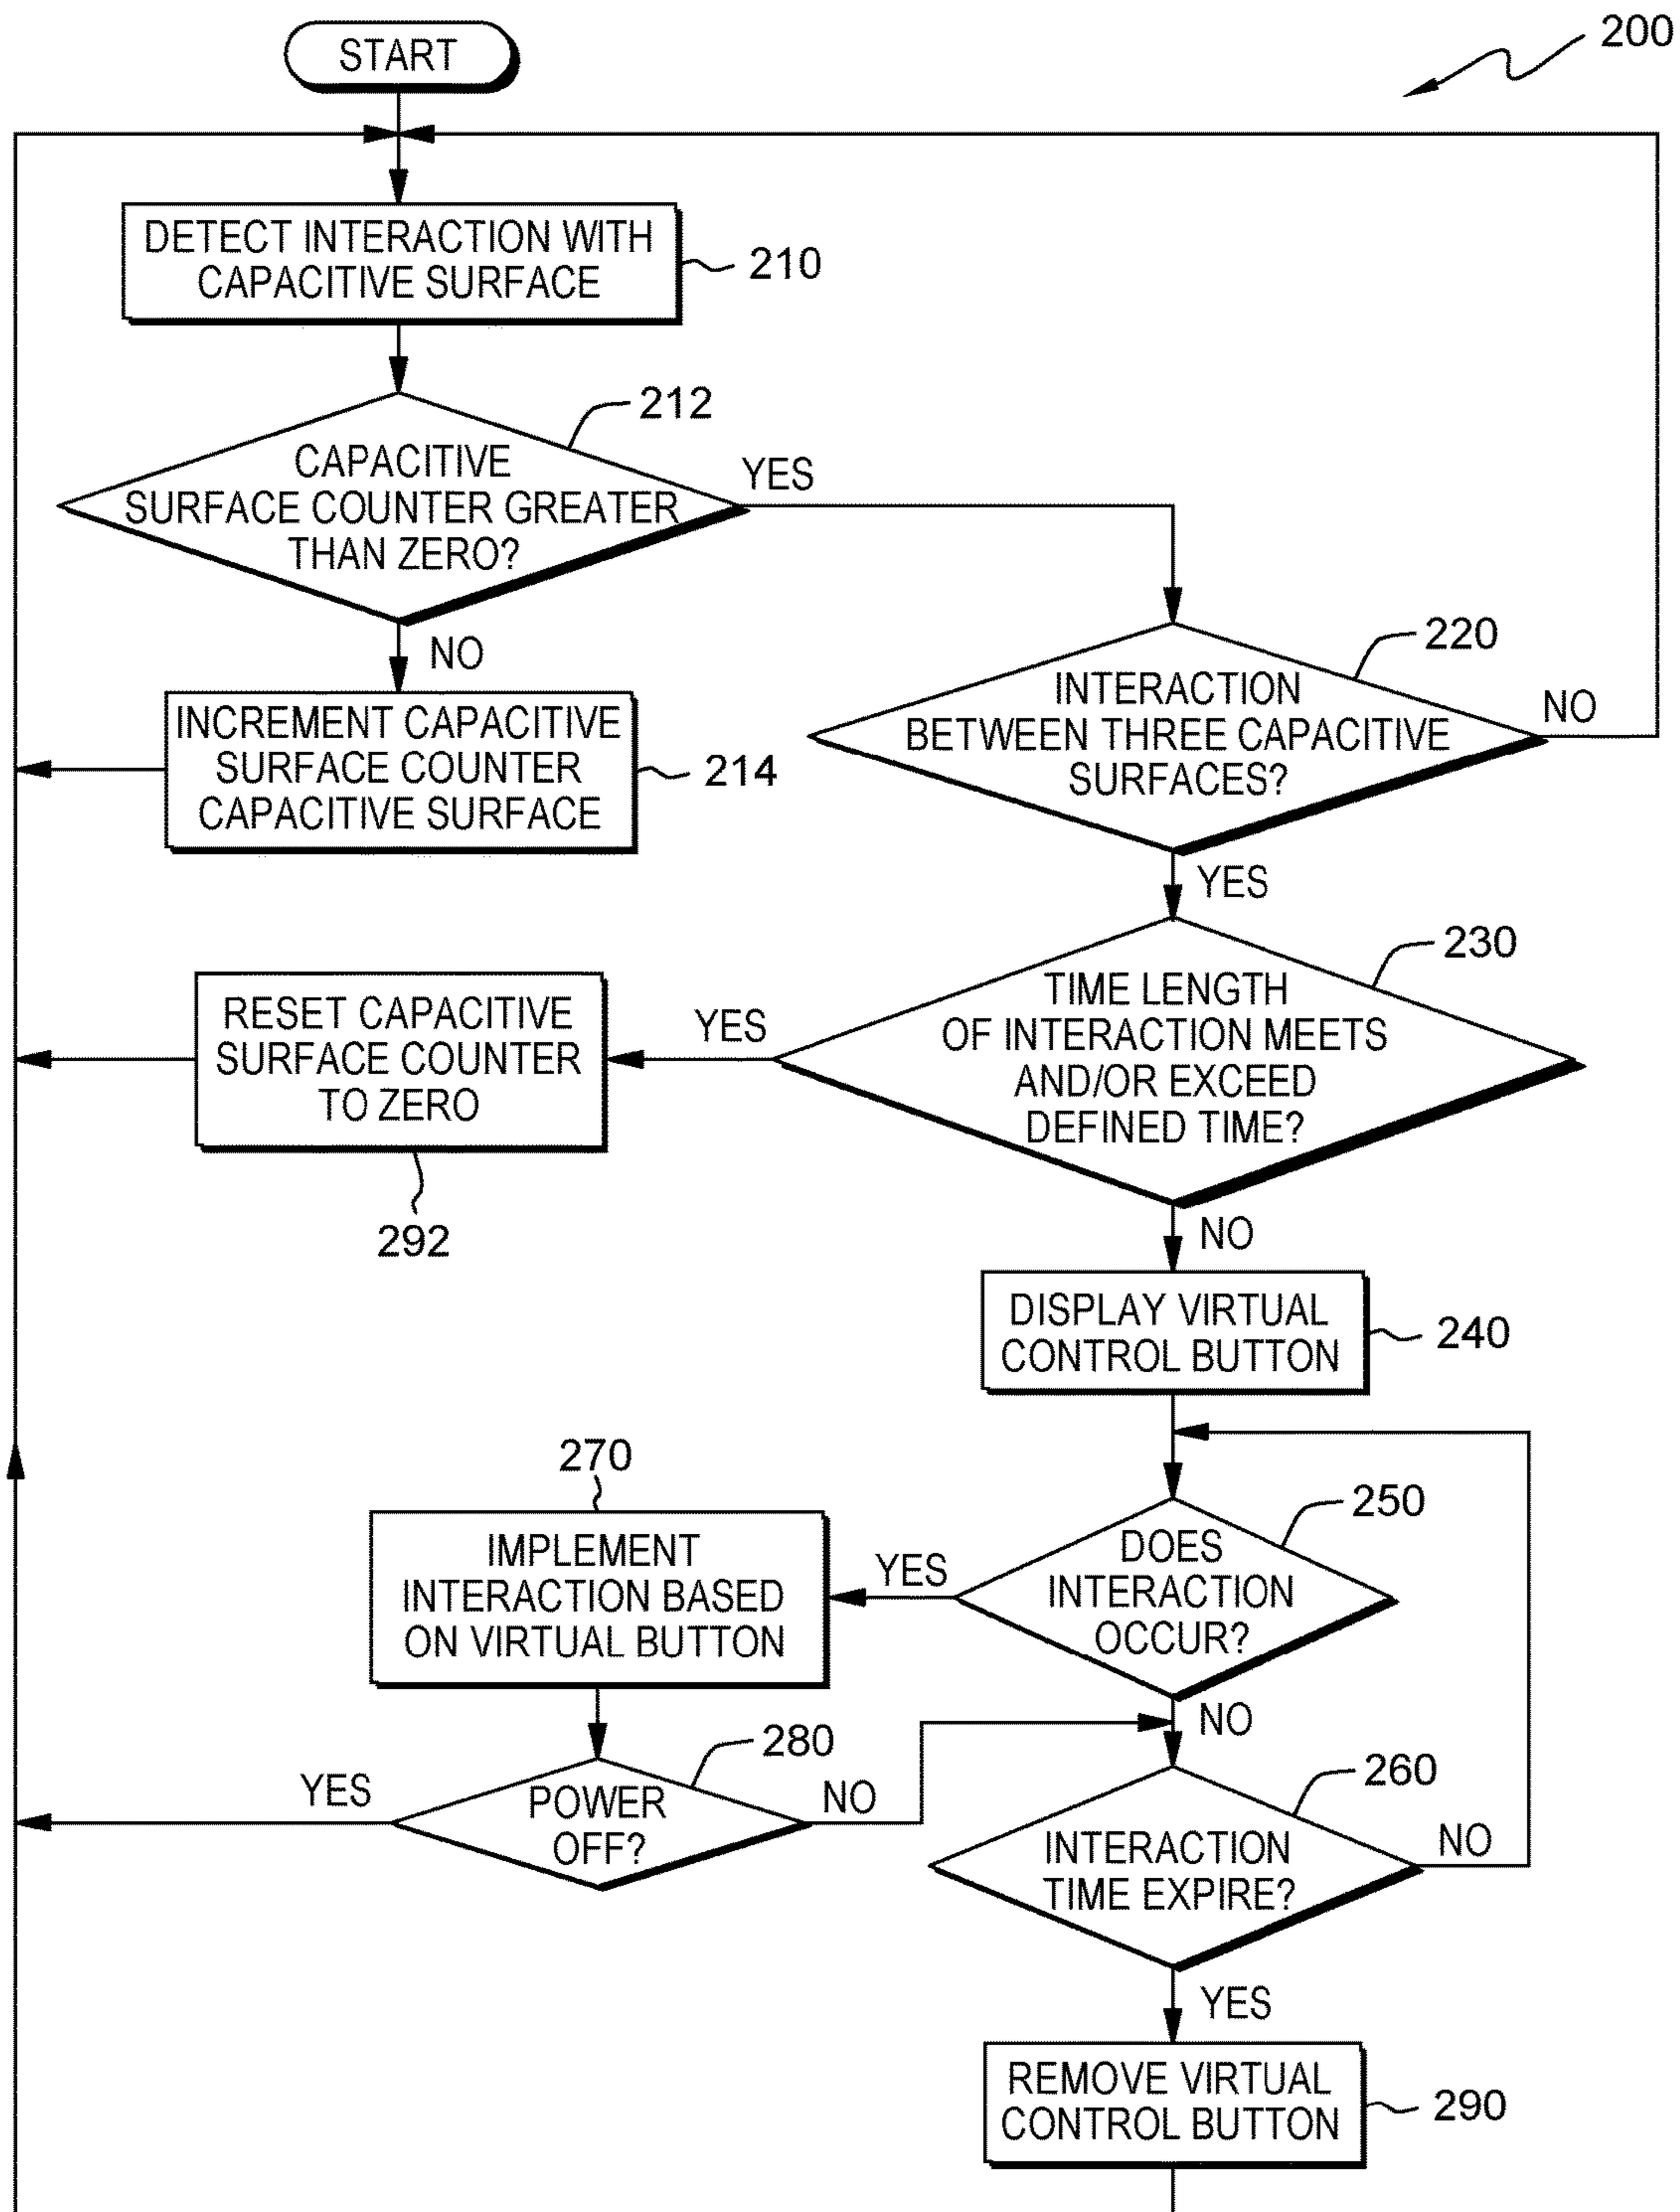 200
START
DETECT INTERACTION WITH
CAPACITIVE SURFACE
210
212
CAPACITIVE
SURFACE COUNTER GREATER
THAN ZERO?
YES
NO
220
INTERACTION
BETWEEN THREE CAPACITIVE
SURFACES?
NO
INCREMENT CAPACITIVE
SURFACE COUNTER
CAPACITIVE SURFACE
214
YES
230
TIME LENGTH
OF INTERACTION MEETS
AND/OR EXCEED
DEFINED TIME?
YES
RESET CAPACITIVE
SURFACE COUNTER
TO ZERO
292
NO
DISPLAY VIRTUAL
CONTROL BUTTON
240
270
IMPLEMENT
INTERACTION BASED
ON VIRTUAL BUTTON
YES
250
DOES
INTERACTION
OCCUR?
NO
280
YES
POWER
OFF?
NO
260
INTERACTION
TIME EXPIRE?
NO
YES
REMOVE VIRTUAL
CONTROL BUTTON
290